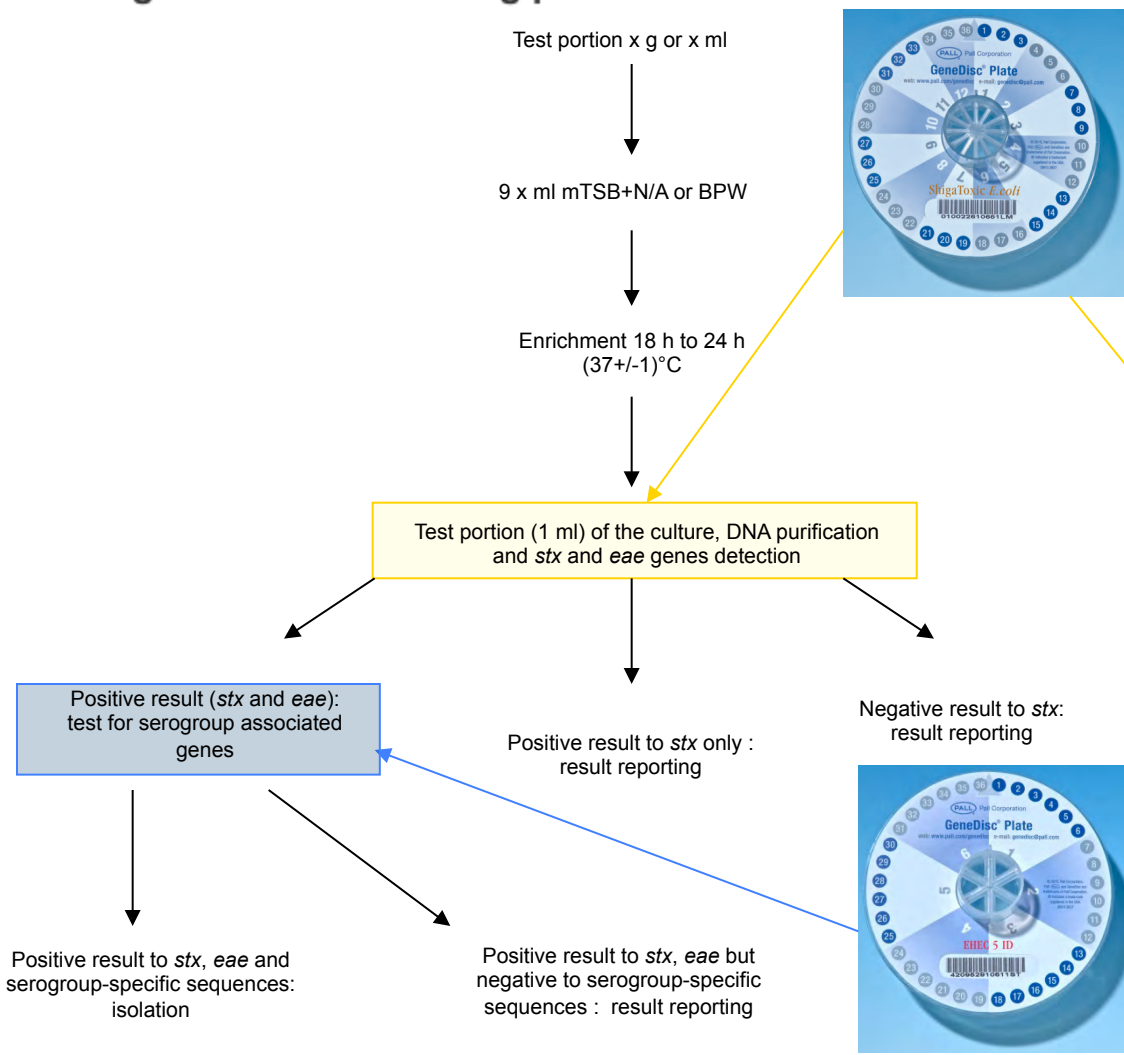 Test portion x g or x ml
9 x ml mTSB+N/A or BPW
Enrichment 18 h to 24 h
(37+/-1)°C
Test portion (1 ml) of the culture, DNA purification
and stx and eae genes detection
Positive result (stx and eae):
test for serogroup associated
genes
Positive result to stx only :
result reporting
Negative result to stx:
result reporting
Positive result to stx, eae and
serogroup-specific sequences:
isolation
Positive result to stx, eae but
negative to serogroup-specific
sequences : result reporting
PALL Pall Corporation
GeneDisc® Plate
ShigaToxic E.coli
010022610661LM
PALL Pall Corporation
GeneDisc® Plate
EHEC 5 ID